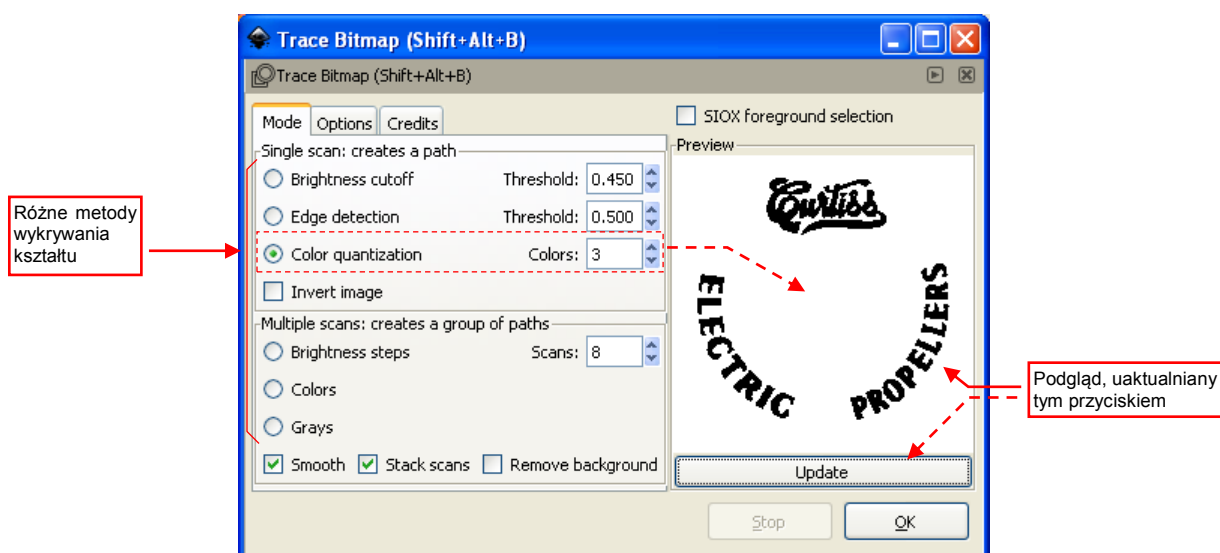 Trace Bitmap (Shift+Alt+B)
Trace Bitmap (Shift+Alt+B)
Mode Options Credits
SIOX foreground selection
Single scan: creates a path
Preview
Brightness cutoff Threshold: 0.450
Edge detection Threshold: 0.500
Color quantization Colors: 3
Invert image
Multiple scans: creates a group of paths
Brightness steps Scans: 8
Colors
Grays
Smooth Stack scans Remove background
Curtiss
ELECTRIC
PROPELLERS
Update
Stop OK
Różne metody
wykrywania
kształtu
Podgląd, uaktualniany
tym przyciskiem